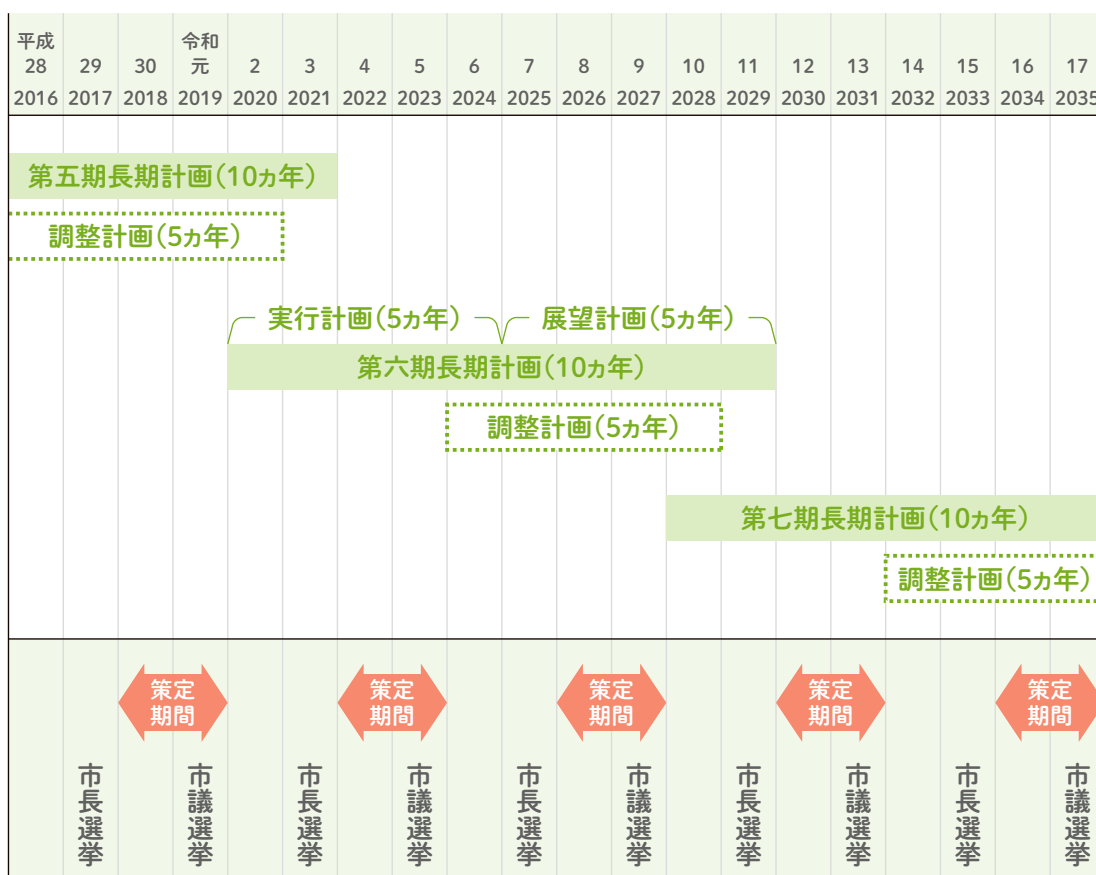 平成 令和
28 29 30 元 2 3 4 5 6 7 8 9 10 11 12 13 14 15 16 17
2016 2017 2018 2019 2020 2021 2022 2023 2024 2025 2026 2027 2028 2029 2030 2031 2032 2033 2034 2035
第五期長期計画（10ヵ年）
調整計画（5ヵ年）
実行計画（5ヵ年） 展望計画（5ヵ年）
第六期長期計画（10ヵ年）
調整計画（5ヵ年）
第七期長期計画（10ヵ年）
調整計画（5ヵ年）
策定
期間
策定
期間
策定
期間
策定
期間
策定
期間
市長選挙
市議選挙
市長選挙
市議選挙
市長選挙
市議選挙
市長選挙
市議選挙
市長選挙
市議選挙